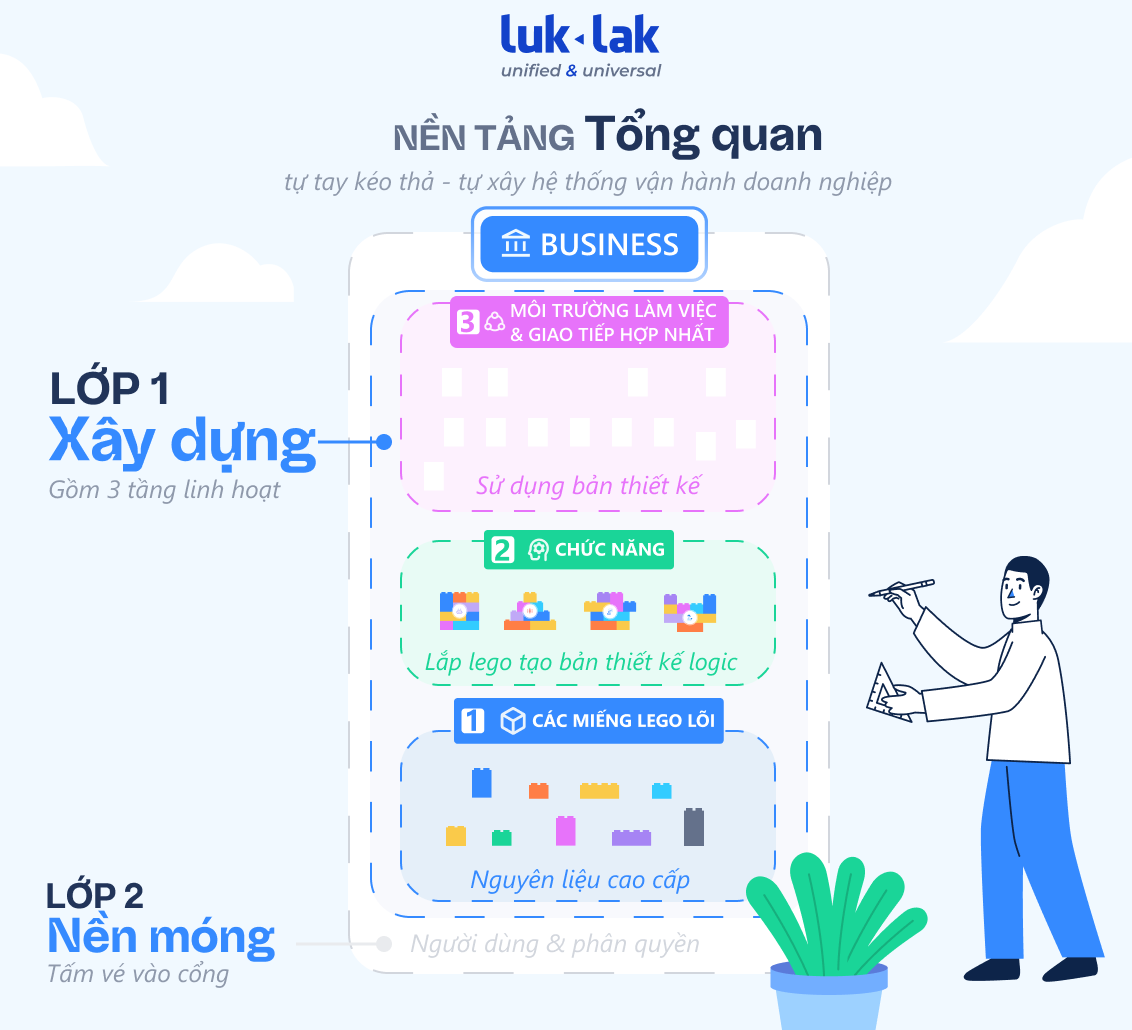 luk lak
unified & universal
NỀN TẢNG Tổng quan
tự tay kéo thả - tự xây hệ thống vận hành doanh nghiệp
BUSINESS
3 MÔI TRƯỜNG LÀM VIỆC
& GIAO TIẾP HỢP NHẤT
LỚP 1
Xây dựng
Gồm 3 tầng linh hoạt
Sử dụng bản thiết kế
2 CHỨC NĂNG
Lắp lego tạo bản thiết kế logic
1 CÁC MIẾNG LEGO LÕI
Nguyên liệu cao cấp
LỚP 2
Nền móng
Tấm vé vào cổng
Người dùng & phân quyền